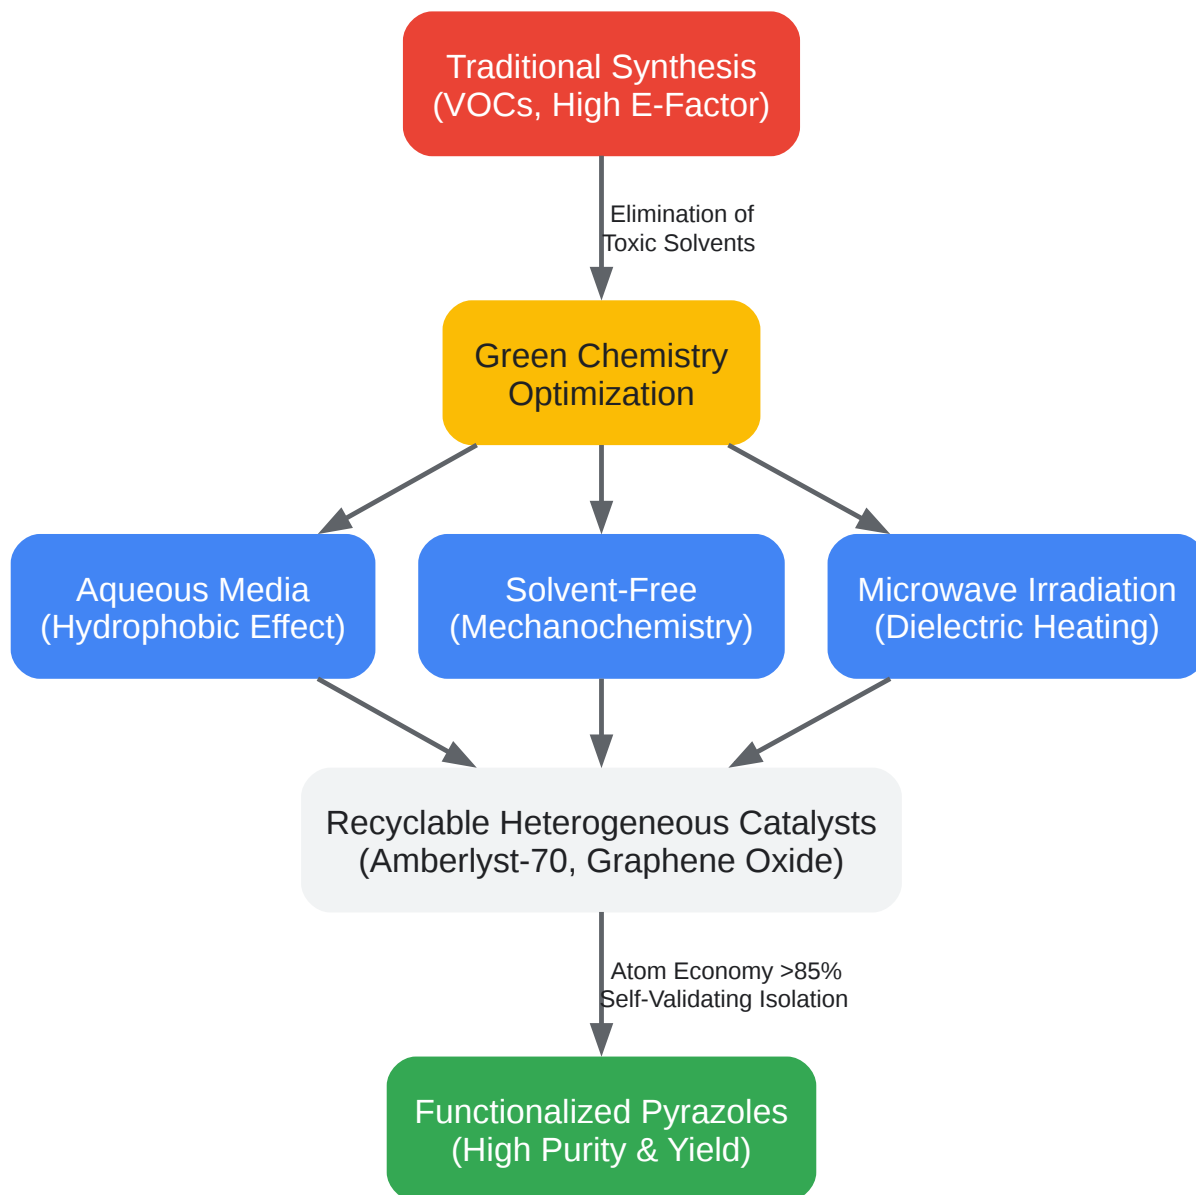 Traditional Synthesis
(VOCs, High E-Factor)
Elimination of
Toxic Solvents
Green Chemistry
Optimization
Aqueous Media
(Hydrophobic Effect)
Solvent-Free
(Mechanochemistry)
Microwave Irradiation
(Dielectric Heating)
Recyclable Heterogeneous Catalysts
(Amberlyst-70, Graphene Oxide)
Atom Economy >85%
Self-Validating Isolation
Functionalized Pyrazoles
(High Purity & Yield)